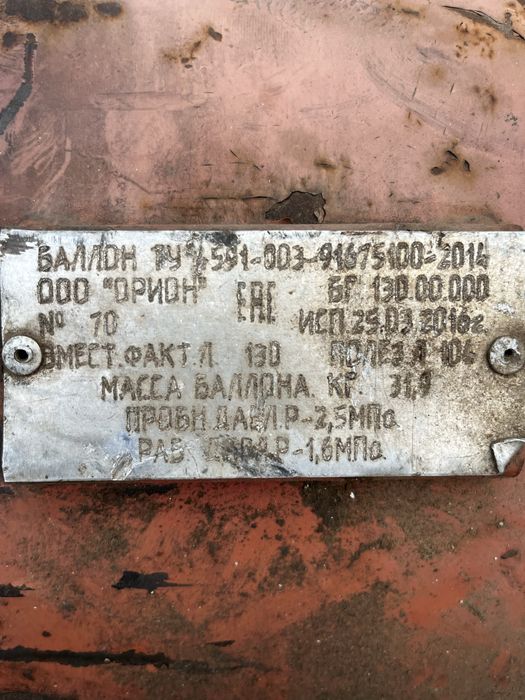 БАЛЛОН ТУ 4591-003-91675100-2014
ООО "ОРИОН" ЕАС БГ 130.00.000
№ 70 ИСП.25.03.2016г.
ВМЕСТ.ФАКТ.Л. 130 ПОЛЕЗ.Л 104
МАССА БАЛЛОНА. КГ. 31,9
ПРОБН.ДАВЛ.Р-2,5МПа
РАБ. ДАВЛ.Р-1,6МПа